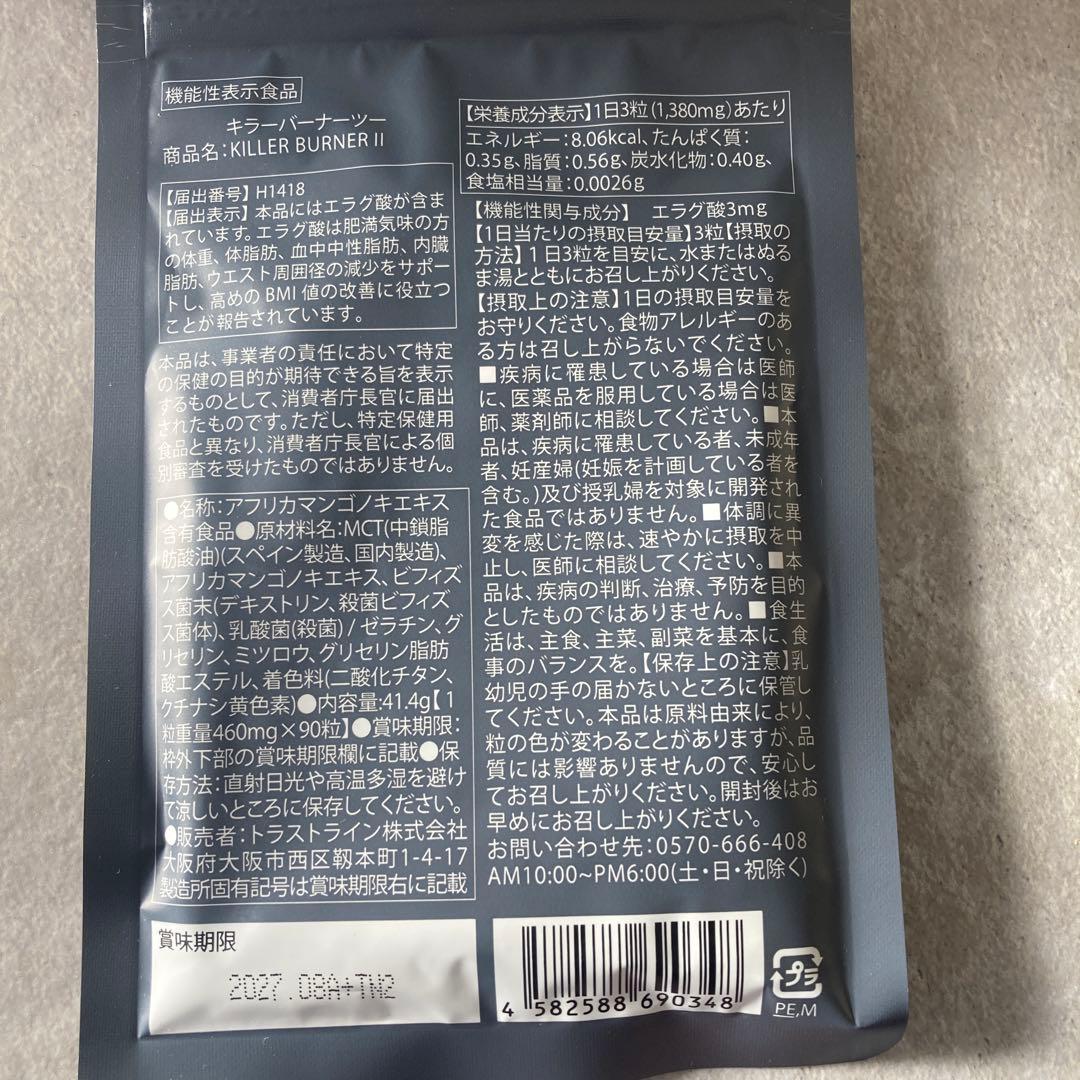 機能性表示食品
キラーバーナーツー
商品名：KILLER BURNER II
【届出番号】H1418
【届出表示】本品にはエラグ酸が含ま
れています。エラグ酸は肥満気味の方
の体重、体脂肪、血中中性脂肪、内臓
脂肪、ウエスト周囲径の減少をサポー
トし、高めのBMI値の改善に役立つ
ことが報告されています。
本品は、事業者の責任において特定
の保健の目的が期待できる旨を表示
するものとして、消費者庁長官に届出
されたものです。ただし、特定保健用
食品と異なり、消費者庁長官による個
別審査を受けたものではありません。
●名称：アフリカマンゴノキエキス
含有食品●原材料名：MCT(中鎖脂
肪酸油)(スペイン製造、国内製造)、
アフリカマンゴノキエキス、ビフィズ
ス菌末(デキストリン、殺菌ビフィズ
ス菌体)、乳酸菌(殺菌) / ゼラチン、グ
リセリン、ミツロウ、グリセリン脂肪
酸エステル、着色料(二酸化チタン、
クチナシ黄色素)●内容量:41.4g【1
粒重量460mg×90粒】●賞味期限：
枠外下部の賞味期限欄に記載●保
存方法：直射日光や高温多湿を避け
て涼しいところに保存してください。
●販売者：トラストライン株式会社
大阪府大阪市西区靱本町1-4-17
製造所固有記号は賞味期限右に記載
賞味期限
2027.08A+TW2
【栄養成分表示】1日3粒(1,380mg)あたり
エネルギー：8.06kcal、たんぱく質：
0.35g、脂質：0.56g、炭水化物：0.40g、
食塩相当量：0.0026g
【機能性関与成分】 エラグ酸3mg
【1日当たりの摂取目安量】3粒【摂取の
方法】1日3粒を目安に、水またはぬる
ま湯とともにお召し上がりください。
【摂取上の注意】1日の摂取目安量を
お守りください。食物アレルギーのあ
る方は召し上がらないでください。
■疾病に罹患している場合は医師
に、医薬品を服用している場合は医
師、薬剤師に相談してください。■本
品は、疾病に罹患している者、未成年
者、妊産婦(妊娠を計画している者を
含む。)及び授乳婦を対象に開発され
た食品ではありません。■体調に異
変を感じた際は、速やかに摂取を中
止し、医師に相談してください。■本
品は、疾病の判断、治療、予防を目的
としたものではありません。■食生
活は、主食、主菜、副菜を基本に、食
事のバランスを。【保存上の注意】乳
幼児の手の届かないところに保管し
てください。本品は原料由来により、
粒の色が変わることがありますが、品
質には影響ありませんので、安心し
てお召し上がりください。開封後はお
早めにお召し上がりください。
お問い合わせ先：0570-666-408
AM10:00~PM6:00(土・日・祝除く)
4 582588 690348
プラ
PE,M